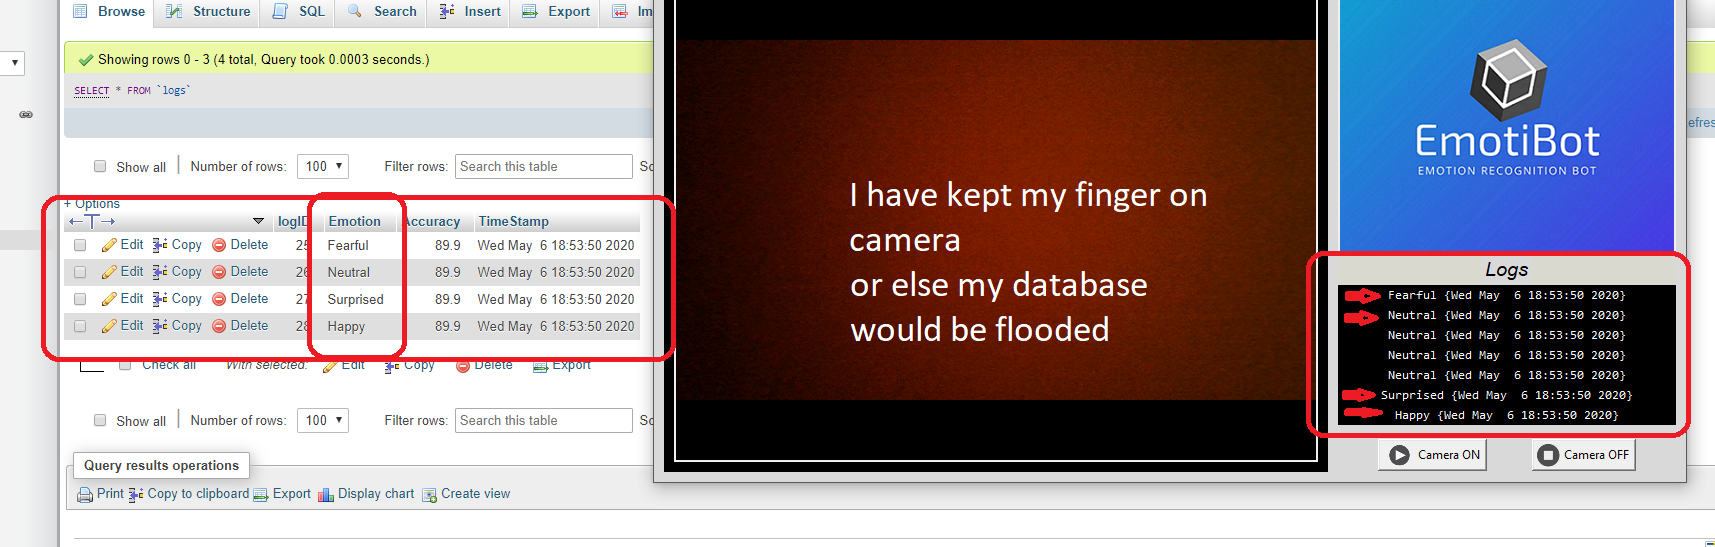 Browse Structure SQL Search Insert Export
Showing rows 0 - 3 (4 total, Query took 0.0003 seconds.)
SELECT * FROM `logs`
Show all Number of rows: 100 Filter rows: Search this table
+ Options
Emotion TimeStamp
Edit Copy Delete Fearful 89.9 Wed May 6 18:53:50 2020
Edit Copy Delete Neutral 89.9 Wed May 6 18:53:50 2020
Edit Copy Delete Surprised 89.9 Wed May 6 18:53:50 2020
Edit Copy Delete Happy 89.9 Wed May 6 18:53:50 2020
Check all With selected: Edit Copy Delete Export
Show all Number of rows: 100 Filter rows: Search this table
Query results operations
Print Copy to clipboard Export Display chart Create view
I have kept my finger on
camera
or else my database
would be flooded
EmotiBot
EMOTION RECOGNITION BOT
Logs
Fearful {Wed May 6 18:53:50 2020}
Neutral {Wed May 6 18:53:50 2020}
Neutral {Wed May 6 18:53:50 2020}
Neutral {Wed May 6 18:53:50 2020}
Neutral {Wed May 6 18:53:50 2020}
Surprised {Wed May 6 18:53:50 2020}
Happy {Wed May 6 18:53:50 2020}
Camera ON Camera OFF